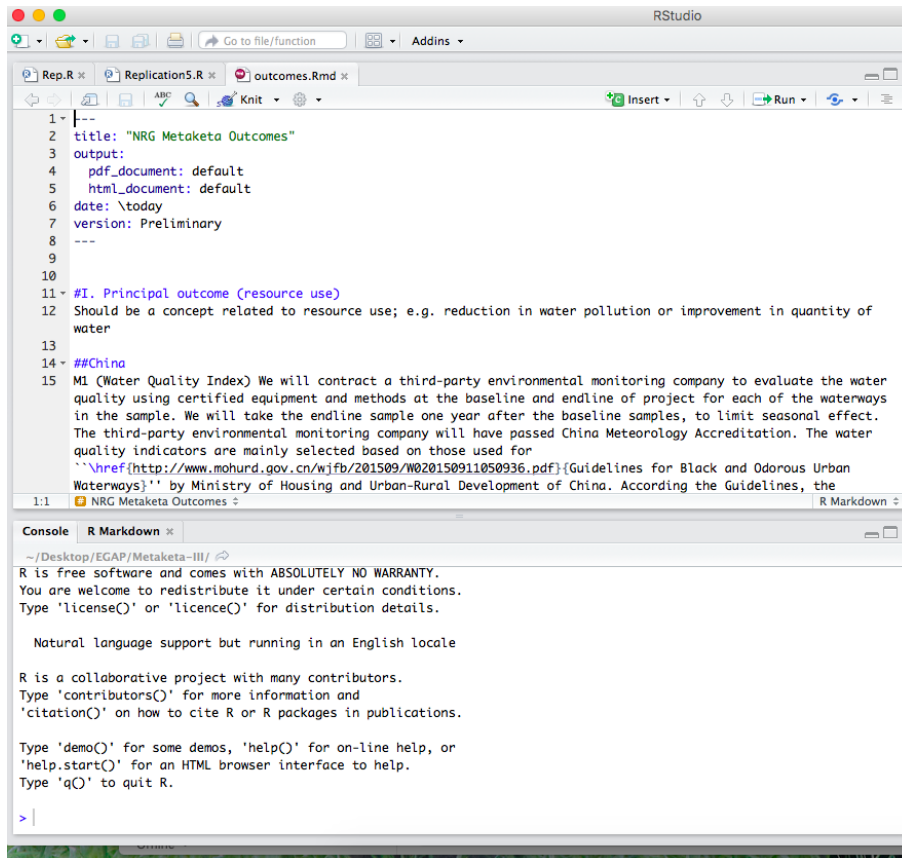 RStudio
Go to file/function
Addins
Rep.R
Replication5.R
outcomes.Rmd
ABC
Knit
Insert
Run
1 ---
2 title: "NRG Metaketa Outcomes"
3 output:
4 pdf_document: default
5 html_document: default
6 date: \today
7 version: Preliminary
8 ---
9
10
11 #I. Principal outcome (resource use)
12 Should be a concept related to resource use; e.g. reduction in water pollution or improvement in quantity of
water
13
14 ##China
15 M1 (Water Quality Index) We will contract a third-party environmental monitoring company to evaluate the water
quality using certified equipment and methods at the baseline and endline of project for each of the waterways
in the sample. We will take the endline sample one year after the baseline samples, to limit seasonal effect.
The third-party environmental monitoring company will have passed China Meteorology Accreditation. The water
quality indicators are mainly selected based on those used for
``\href{http://www.mohurd.gov.cn/wjfb/201509/W020150911050936.pdf}{Guidelines for Black and Odorous Urban
Waterways}'' by Ministry of Housing and Urban-Rural Development of China. According the Guidelines, the
1:1 NRG Metaketa Outcomes R Markdown
Console R Markdown
~/Desktop/EGAP/Metaketa-III/
R is free software and comes with ABSOLUTELY NO WARRANTY.
You are welcome to redistribute it under certain conditions.
Type 'license()' or 'licence()' for distribution details.
Natural language support but running in an English locale
R is a collaborative project with many contributors.
Type 'contributors()' for more information and
'citation()' on how to cite R or R packages in publications.
Type 'demo()' for some demos, 'help()' for on-line help, or
'help.start()' for an HTML browser interface to help.
Type 'q()' to quit R.
>